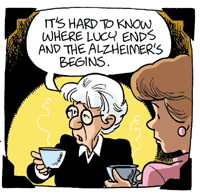 IT'S HARD TO KNOW
WHERE LUCY ENDS
AND THE ALZHEIMER'S
BEGINS.